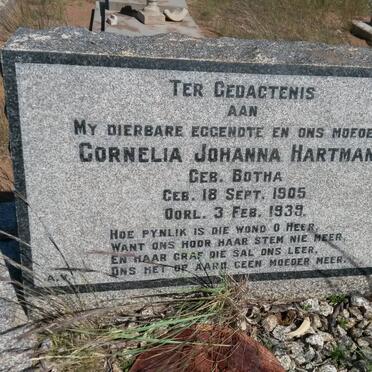 TER GEDACTENIS
AAN
MY DIERBARE EGGENOTE EN ONS MOEDE
CORNELIA JOHANNA HARTMAN
GEB. BOTHA
GEB. 18 SEPT. 1905
OORL. 3 FEB. 1939.
HOE PYNLIK IS DIE WOND O HEER,
WANT ONS HOOR HAAR STEM NIE MEER.
EN HAAR GRAF DIE SAL ONS LEER.
ONS HET OP AARD GEEN MOEDER MEER.
A.V.